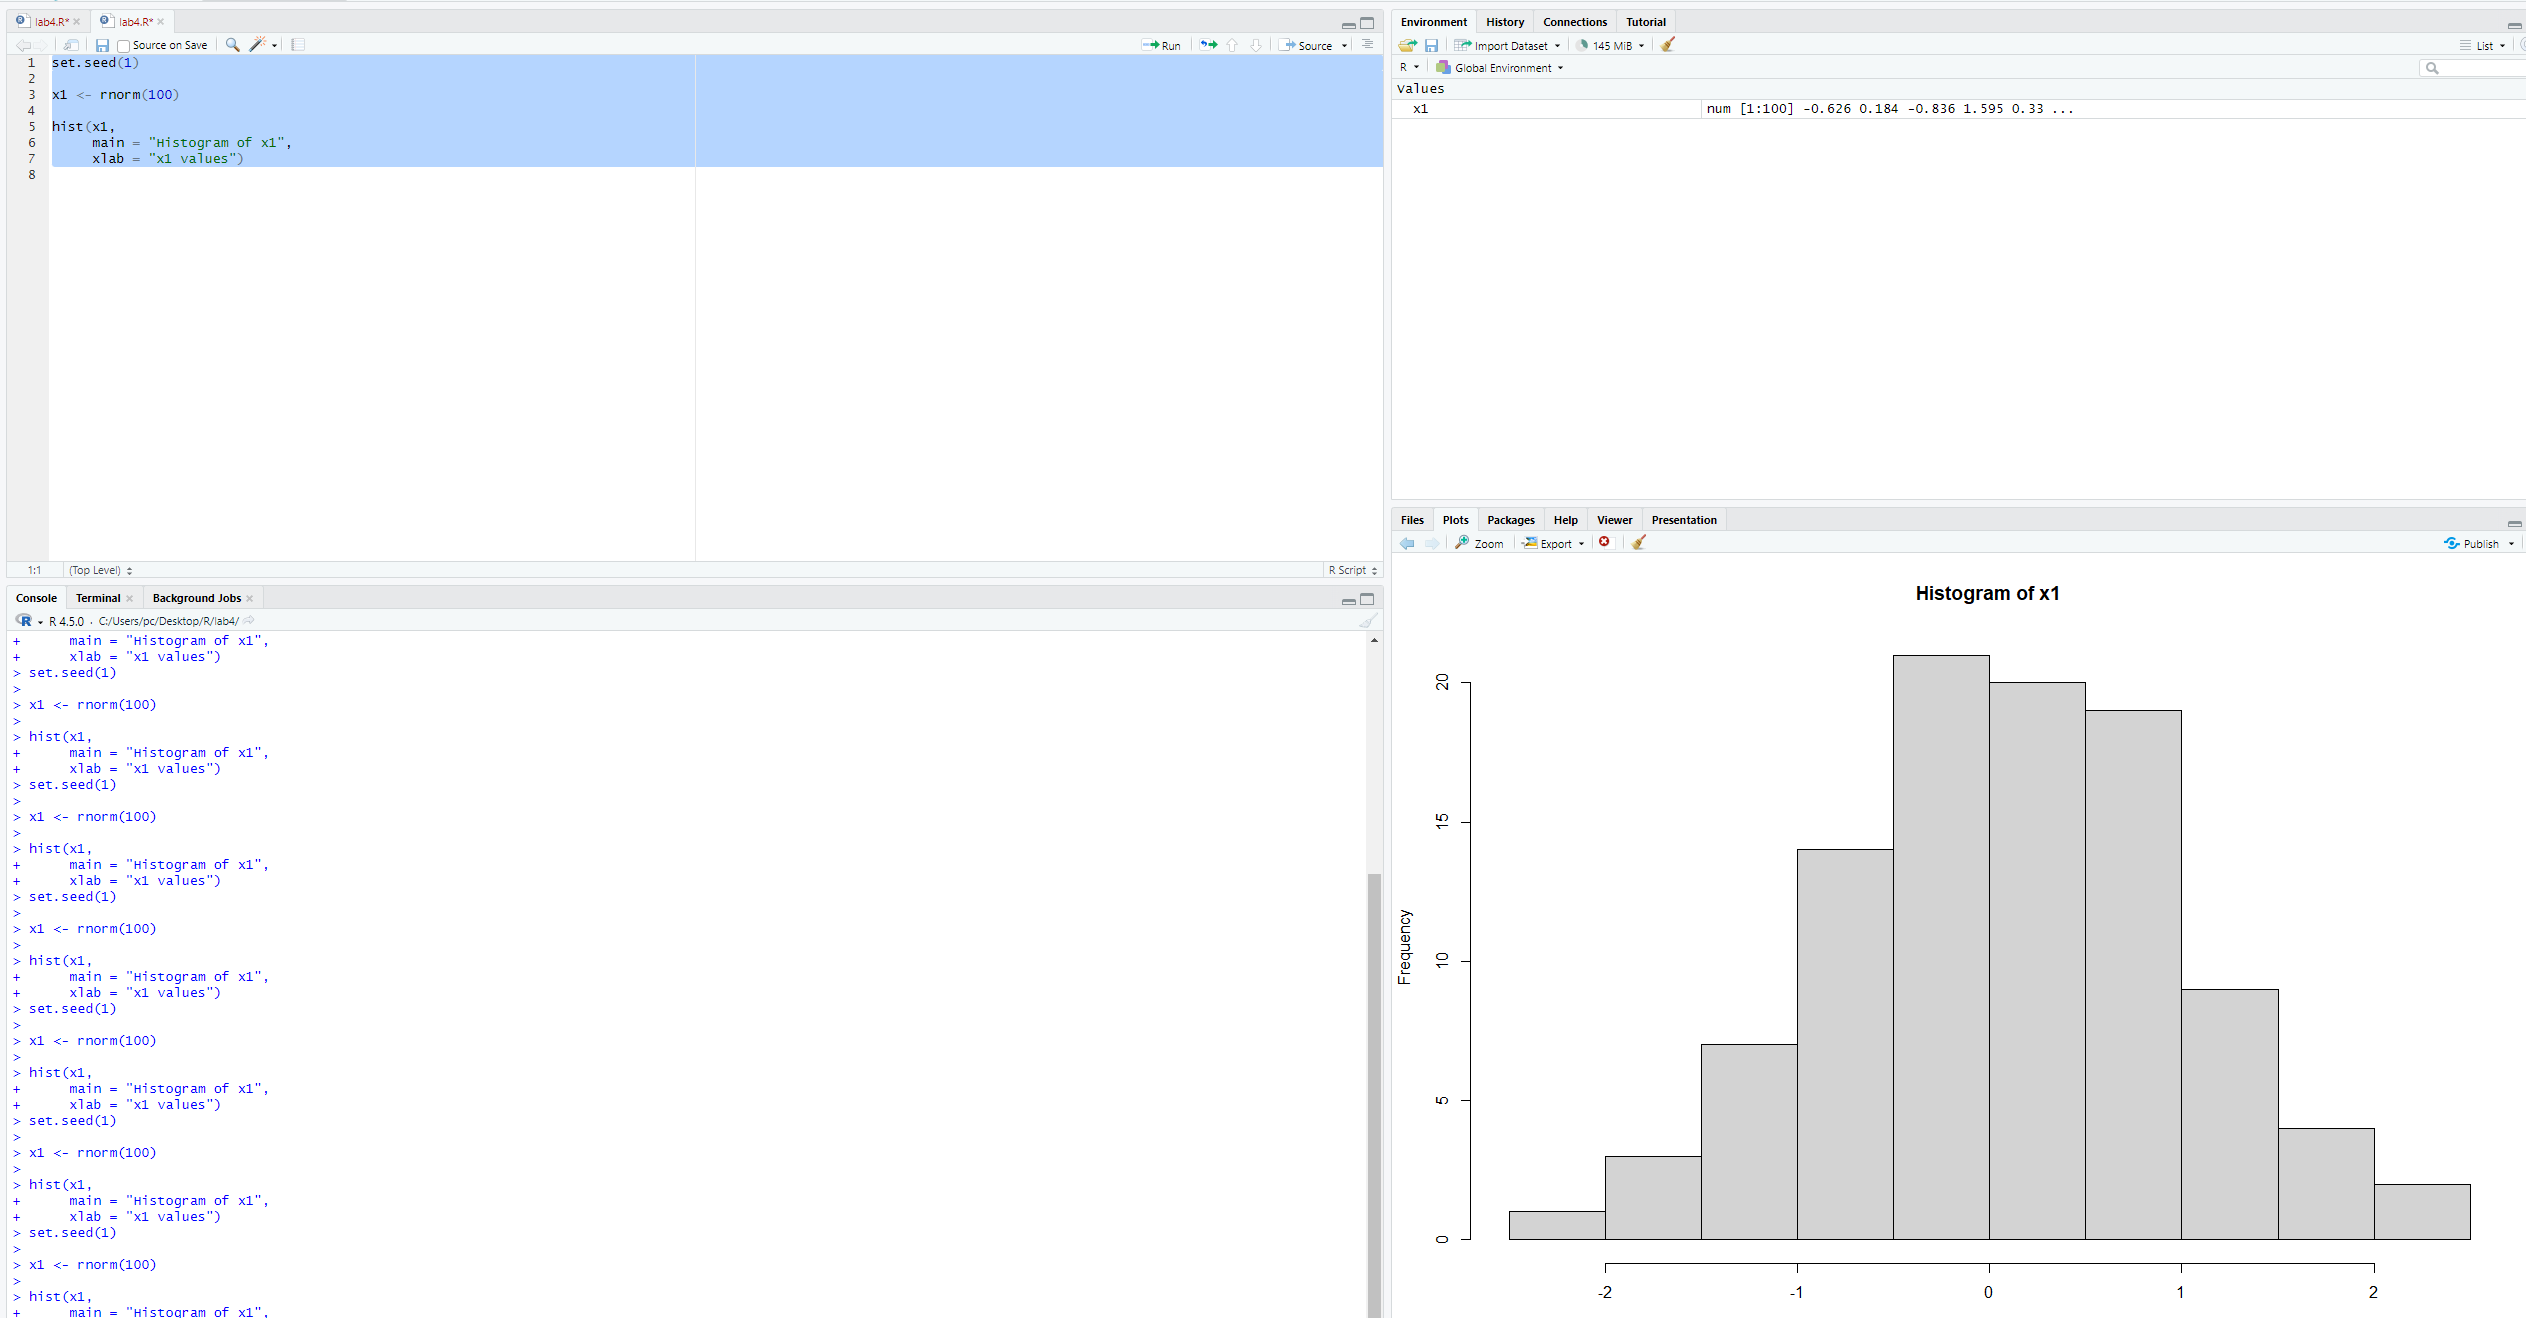 lab4.R* lab4.R*
Source on Save Run Source
1 set.seed(1)
2
3 x1 <- rnorm(100)
4
5 hist(x1,
6 main = "Histogram of x1",
7 xlab = "x1 values")
8
1:1 (Top Level) R Script
Console Terminal Background Jobs
R 4.5.0 · C:/Users/pc/Desktop/R/lab4/
+ main = "Histogram of x1",
+ xlab = "x1 values")
> set.seed(1)
>
> x1 <- rnorm(100)
>
> hist(x1,
+ main = "Histogram of x1",
+ xlab = "x1 values")
> set.seed(1)
>
> x1 <- rnorm(100)
>
> hist(x1,
+ main = "Histogram of x1",
+ xlab = "x1 values")
> set.seed(1)
>
> x1 <- rnorm(100)
>
> hist(x1,
+ main = "Histogram of x1",
+ xlab = "x1 values")
> set.seed(1)
>
> x1 <- rnorm(100)
>
> hist(x1,
+ main = "Histogram of x1",
+ xlab = "x1 values")
> set.seed(1)
>
> x1 <- rnorm(100)
>
> hist(x1,
+ main = "Histogram of x1",
+ xlab = "x1 values")
> set.seed(1)
>
> x1 <- rnorm(100)
>
> hist(x1,
+ main = "Histogram of x1",
Environment History Connections Tutorial
Import Dataset 145 MiB List
R Global Environment
Values
x1 num [1:100] -0.626 0.184 -0.836 1.595 0.33 ...
Files Plots Packages Help Viewer Presentation
Zoom Export Publish
Histogram of x1
Frequency
20
15
10
5
0
-2 -1 0 1 2